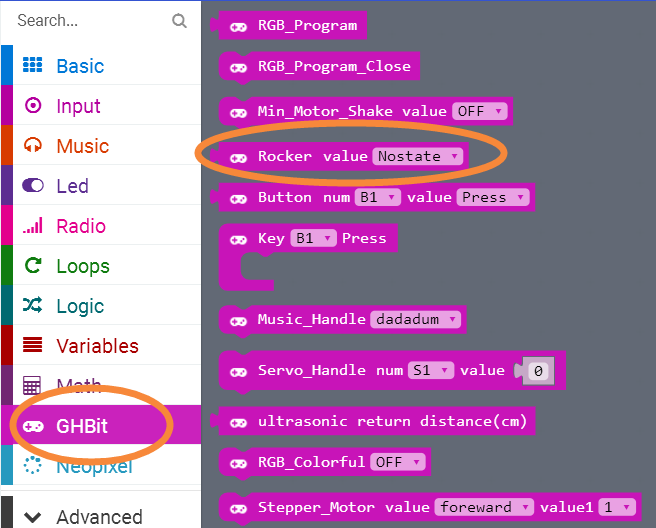 Search...
Basic
Input
Music
Led
Radio
Loops
Logic
Variables
Math
GHBit
Neopixel
Advanced
RGB_Program
RGB_Program_Close
Min_Motor_Shake value OFF
Rocker value Nostate
Button num B1 value Press
Key B1 Press
Music_Handle dadadum
Servo_Handle num S1 value 0
ultrasonic return distance(cm)
RGB_Colorful OFF
Stepper_Motor value foreward value1 1